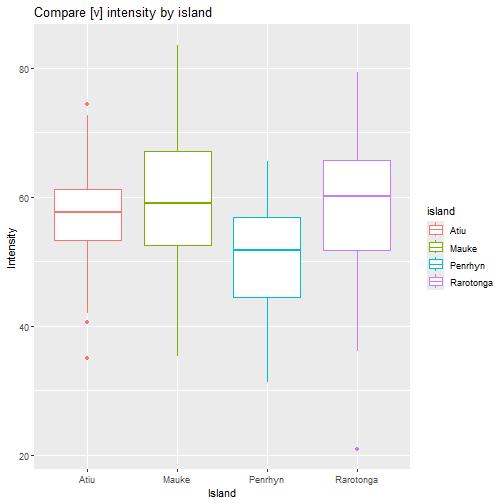 Compare [v] intensity by island
Intensity
80
60
40
20
Atiu Mauke Penrhyn Rarotonga
Island
island
Atiu
Mauke
Penrhyn
Rarotonga